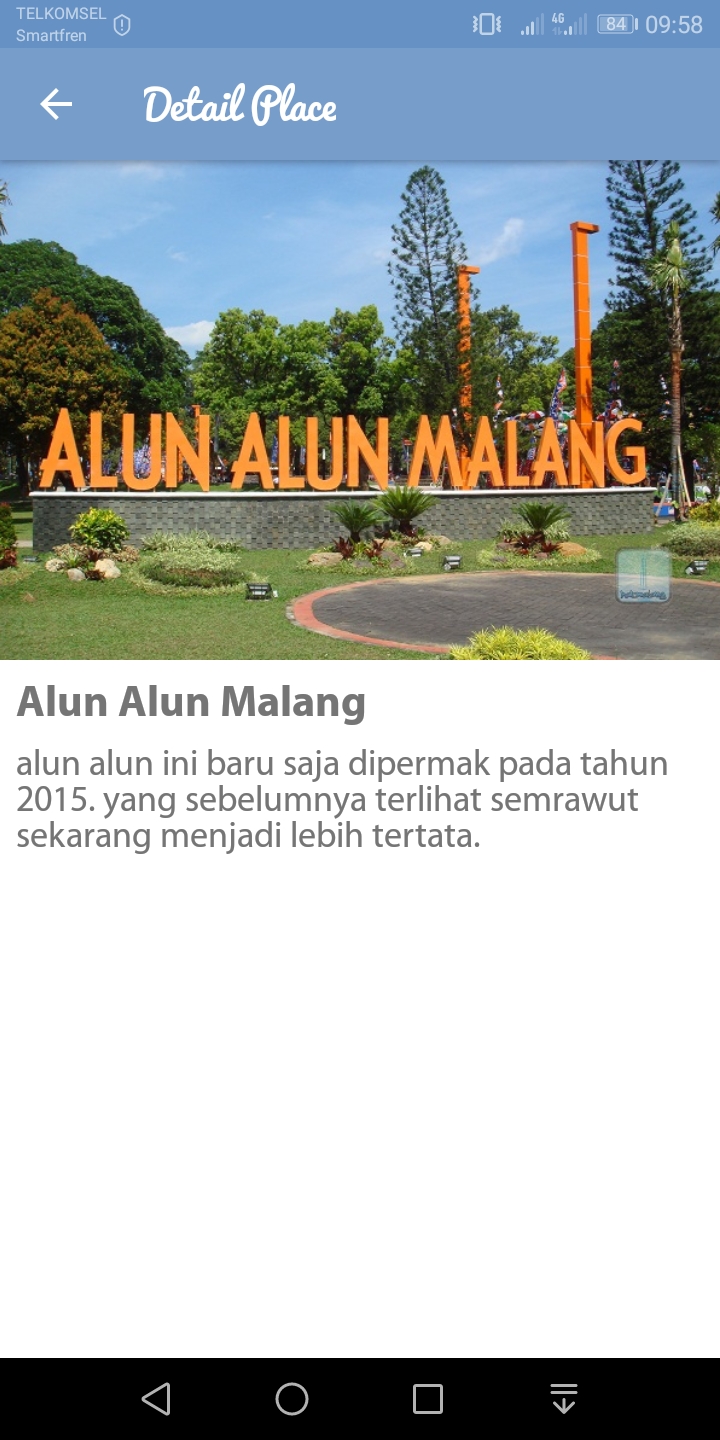 TELKOMSEL
Smartfren
4G
84
09:58
Detail Place
ALUN ALUN MALANG
Alun Alun Malang
alun alun ini baru saja dipermak pada tahun
2015. yang sebelumnya terlihat semrawut
sekarang menjadi lebih tertata.